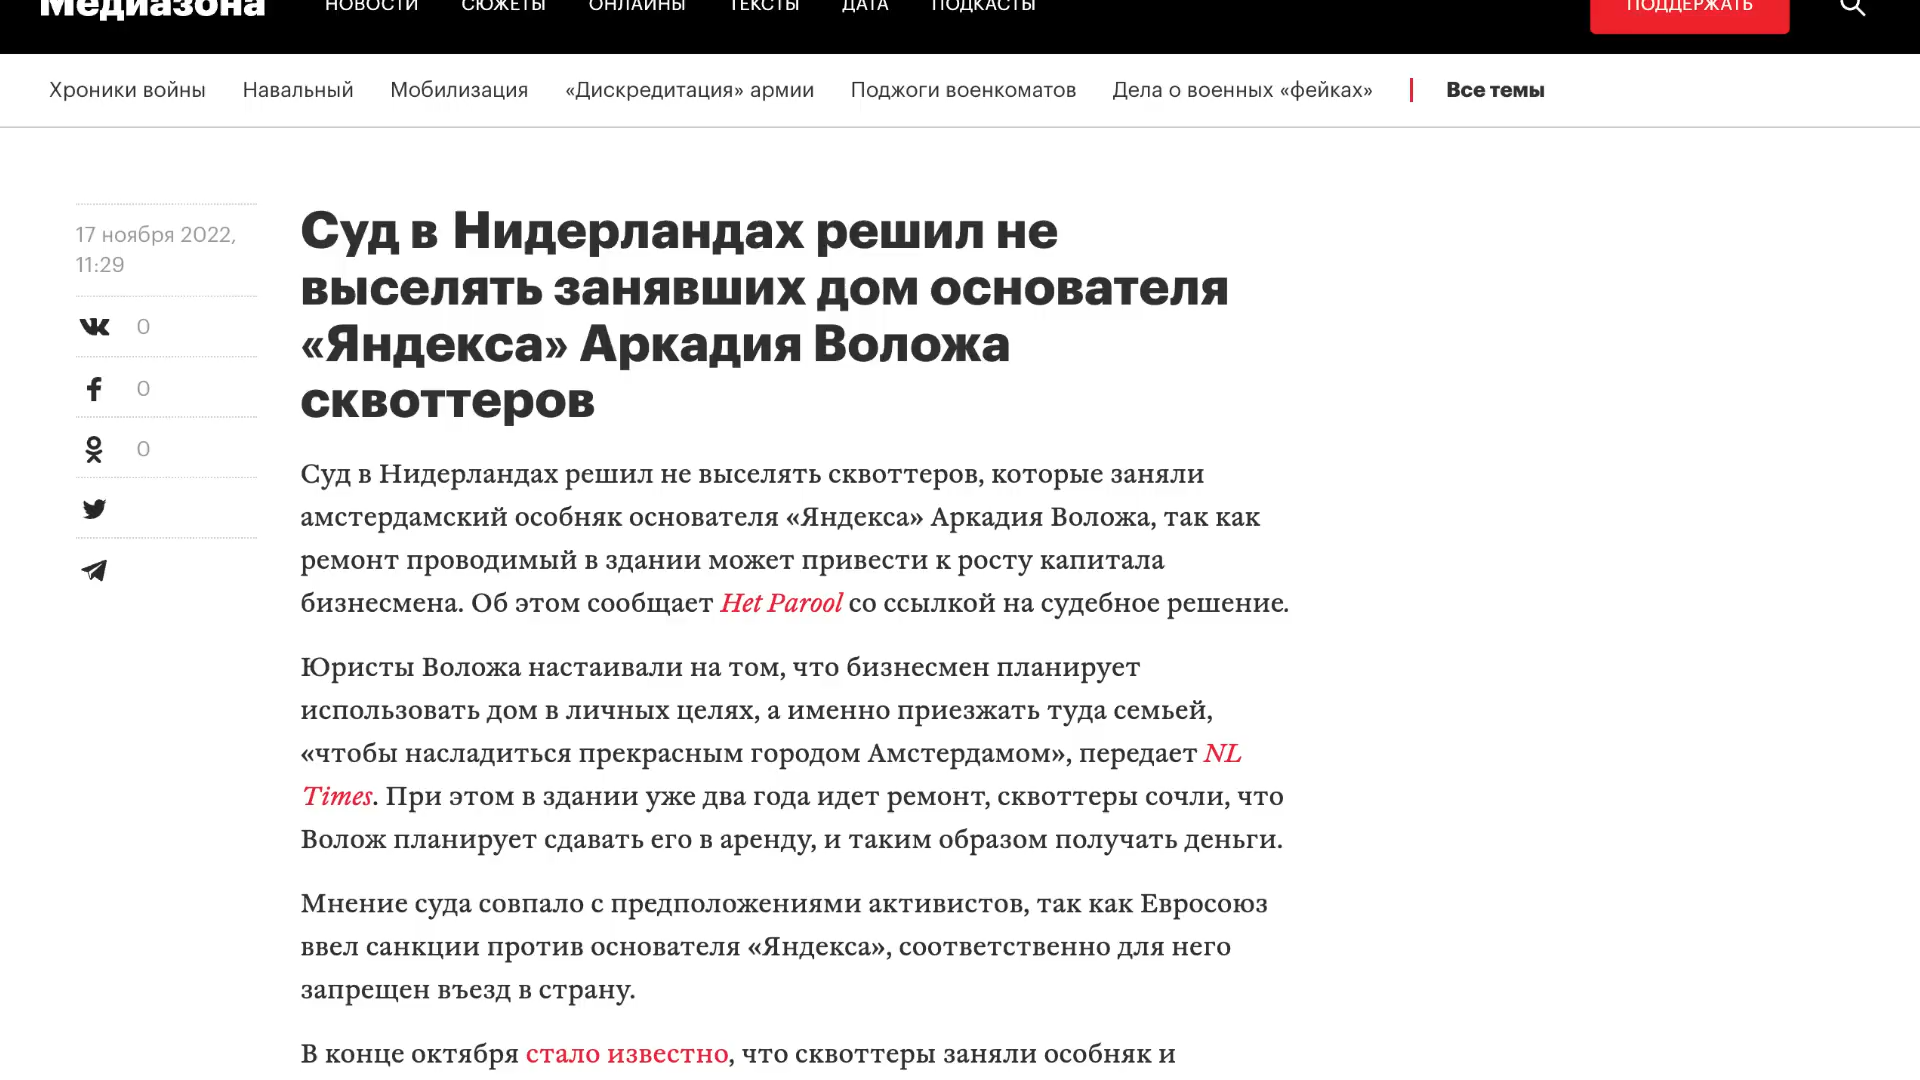 Медиазона
НОВОСТИ СЮЖЕТЫ ОНЛАЙНЫ ТЕКСТЫ ДАТА ПОДКАСТЫ ПОДДЕРЖАТЬ
Хроники войны Навальный Мобилизация «Дискредитация» армии Поджоги военкоматов Дела о военных «фейках» Все темы
17 ноября 2022,
11:29
0
0
0
Суд в Нидерландах решил не
выселять занявших дом основателя
«Яндекса» Аркадия Воложа
сквоттеров
Суд в Нидерландах решил не выселять сквоттеров, которые заняли
амстердамский особняк основателя «Яндекса» Аркадия Воложа, так как
ремонт проводимый в здании может привести к росту капитала
бизнесмена. Об этом сообщает Het Parool со ссылкой на судебное решение.
Юристы Воложа настаивали на том, что бизнесмен планирует
использовать дом в личных целях, а именно приезжать туда семьей,
«чтобы насладиться прекрасным городом Амстердамом», передает NL
Times. При этом в здании уже два года идет ремонт, сквоттеры сочли, что
Волож планирует сдавать его в аренду, и таким образом получать деньги.
Мнение суда совпало с предположениями активистов, так как Евросоюз
ввел санкции против основателя «Яндекса», соответственно для него
запрещен въезд в страну.
В конце октября стало известно, что сквоттеры заняли особняк и